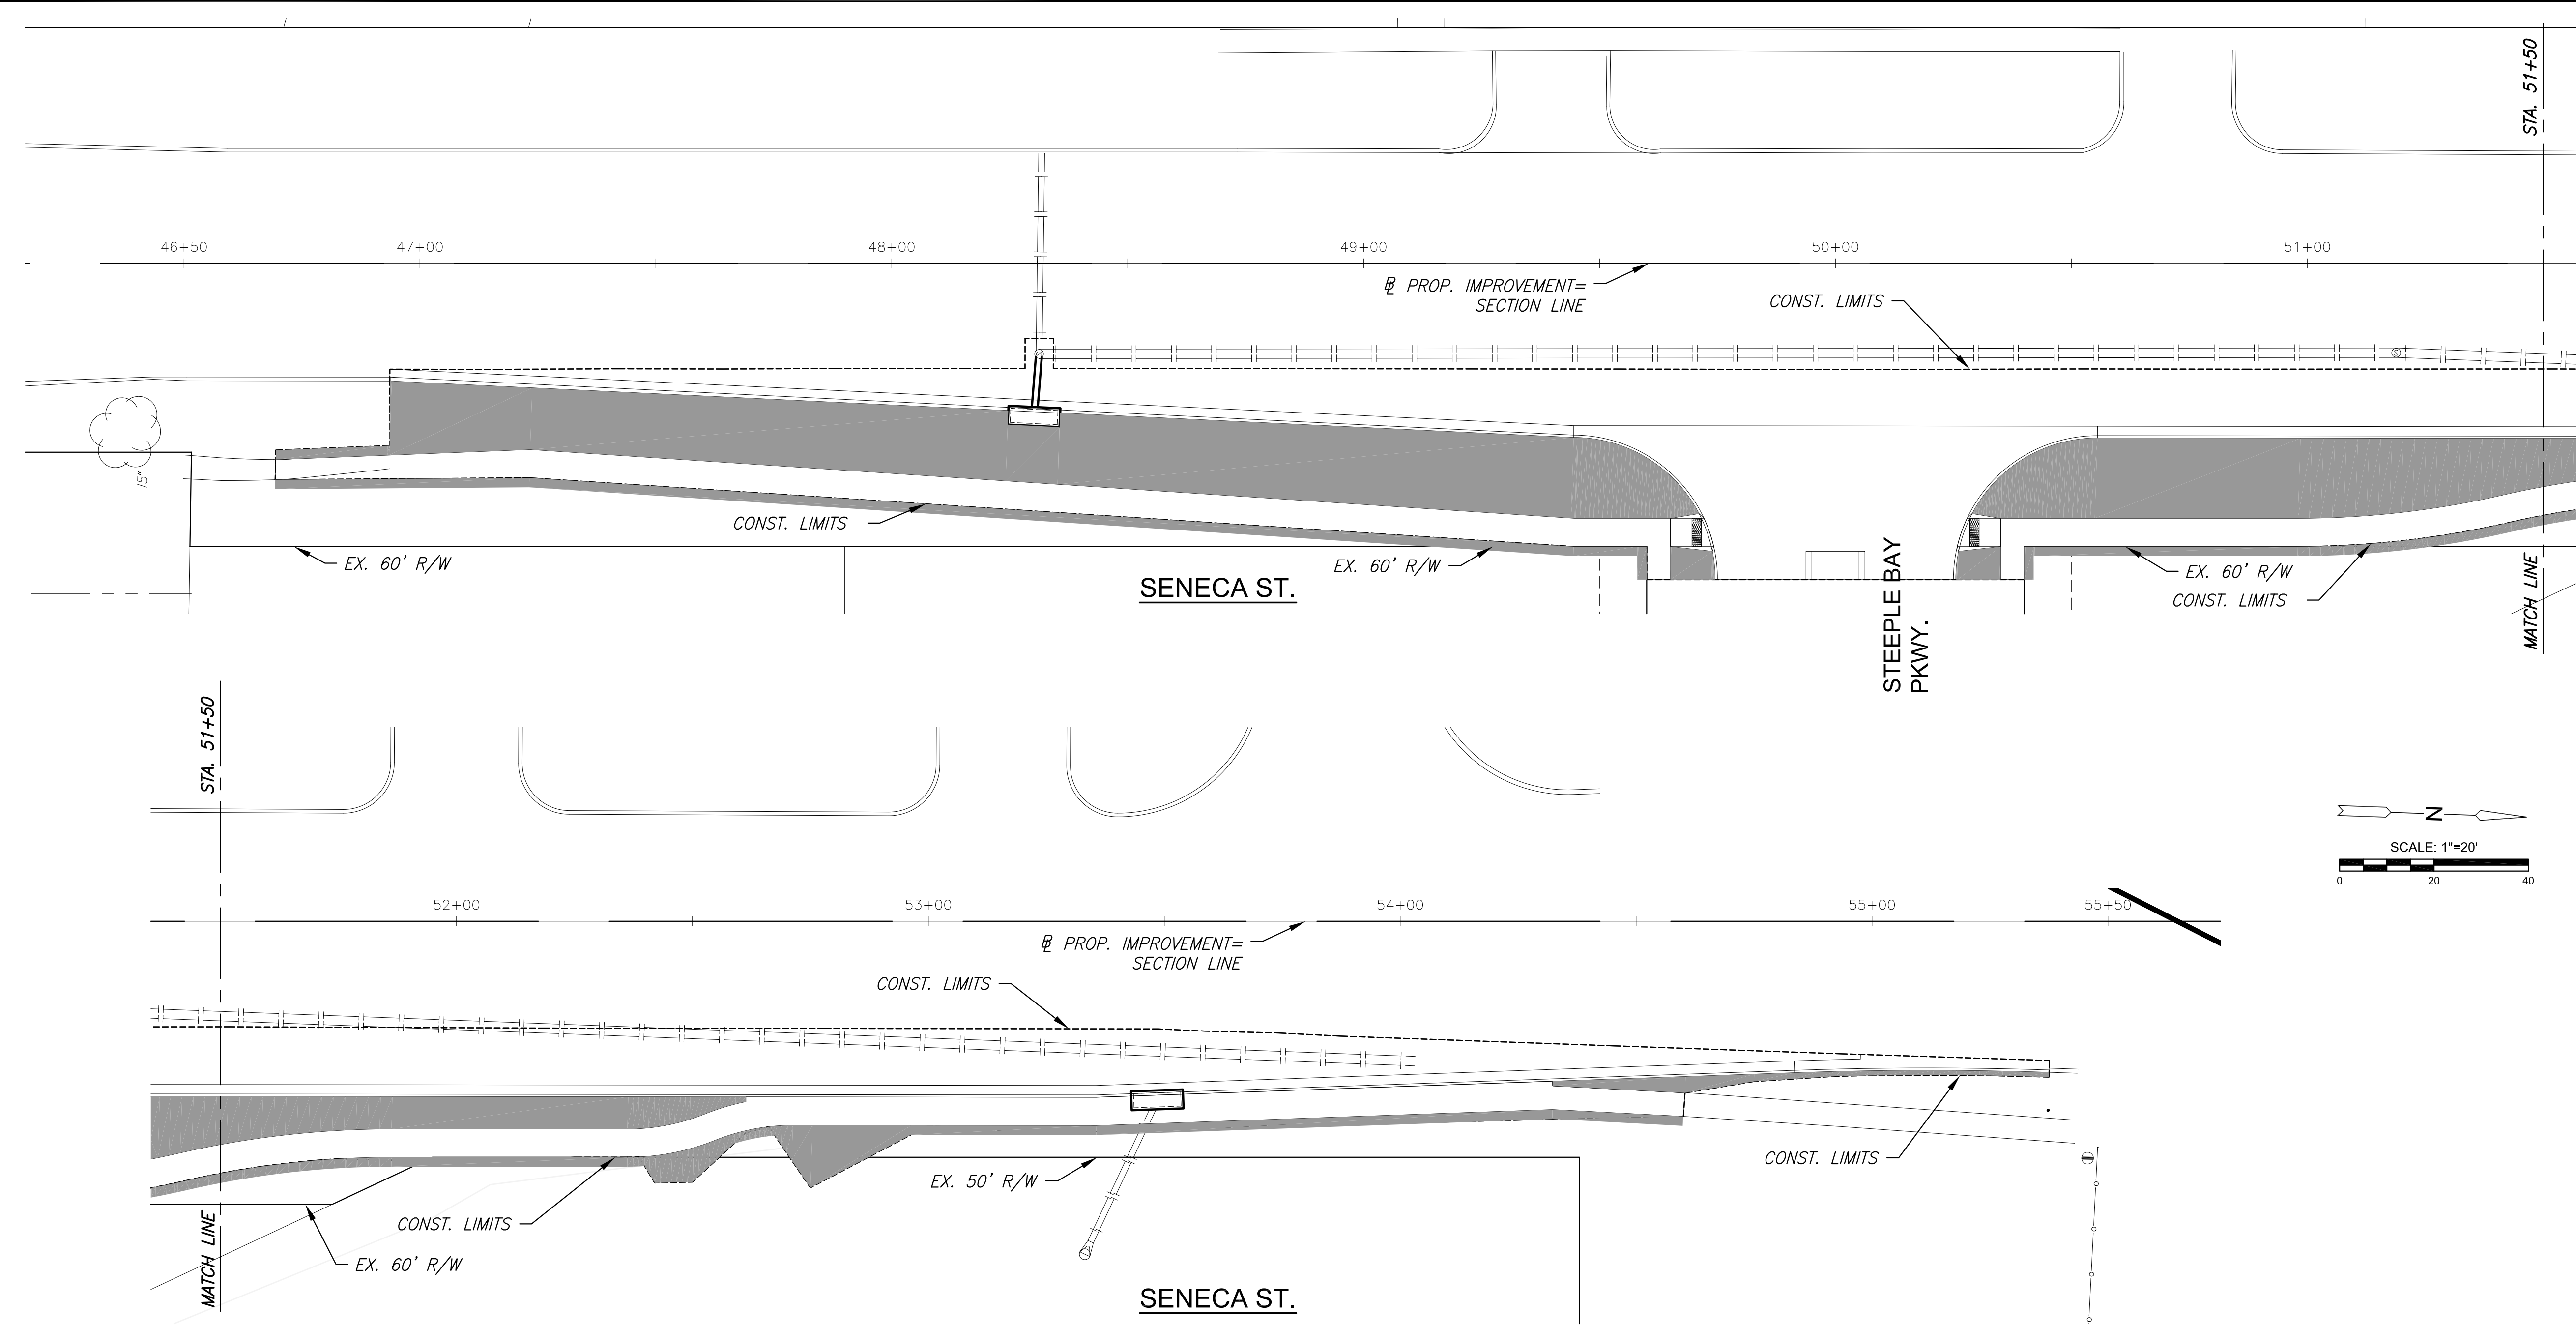 STA. 51+50
46+50
47+00
48+00
49+00
50+00
51+00
PROP. IMPROVEMENT=
SECTION LINE
CONST. LIMITS
15"
CONST. LIMITS
EX. 60' R/W
EX. 60' R/W
EX. 60' R/W
CONST. LIMITS
SENECA ST.
STEEPLE BAY
PKWY.
MATCH LINE
STA. 51+50
N
SCALE: 1"=20'
0 20 40
52+00
53+00
54+00
55+00
55+50
PROP. IMPROVEMENT=
SECTION LINE
CONST. LIMITS
CONST. LIMITS
EX. 50' R/W
CONST. LIMITS
EX. 60' R/W
MATCH LINE
SENECA ST.